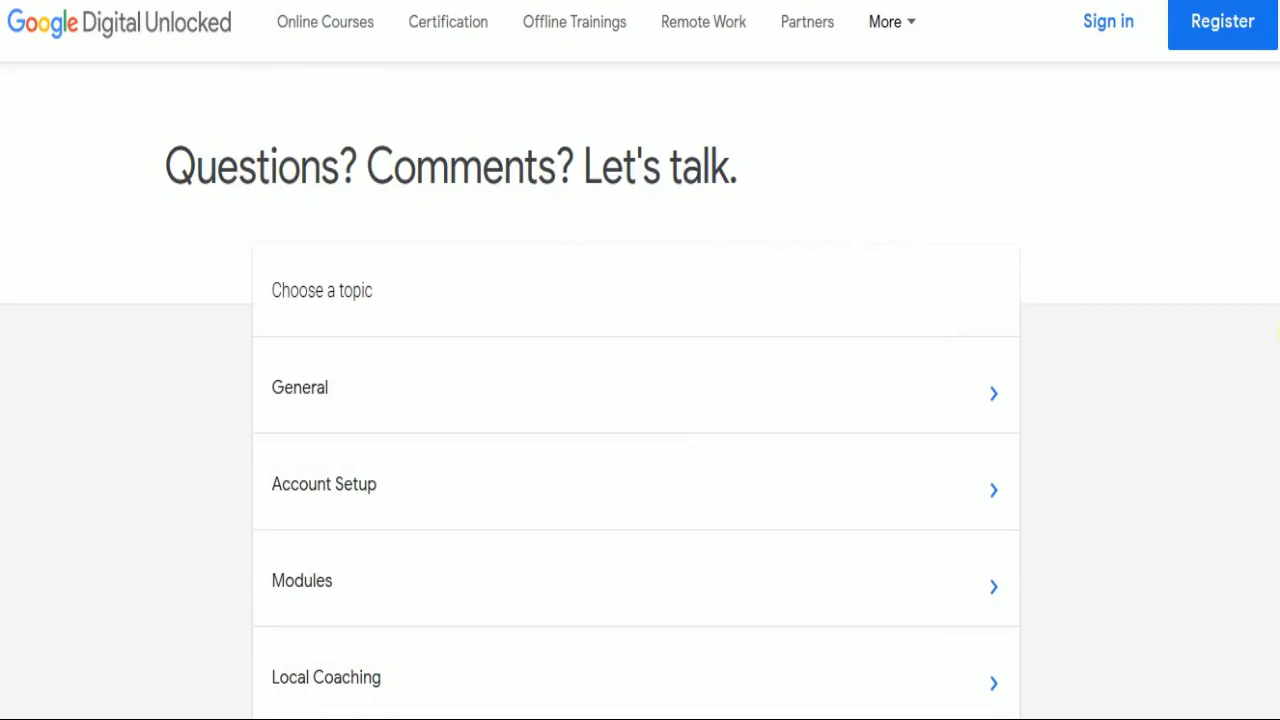 Google Digital Unlocked Online Courses Certification Offline Trainings Remote Work Partners More Sign in Register
Questions? Comments? Let's talk.
Choose a topic
General
Account Setup
Modules
Local Coaching